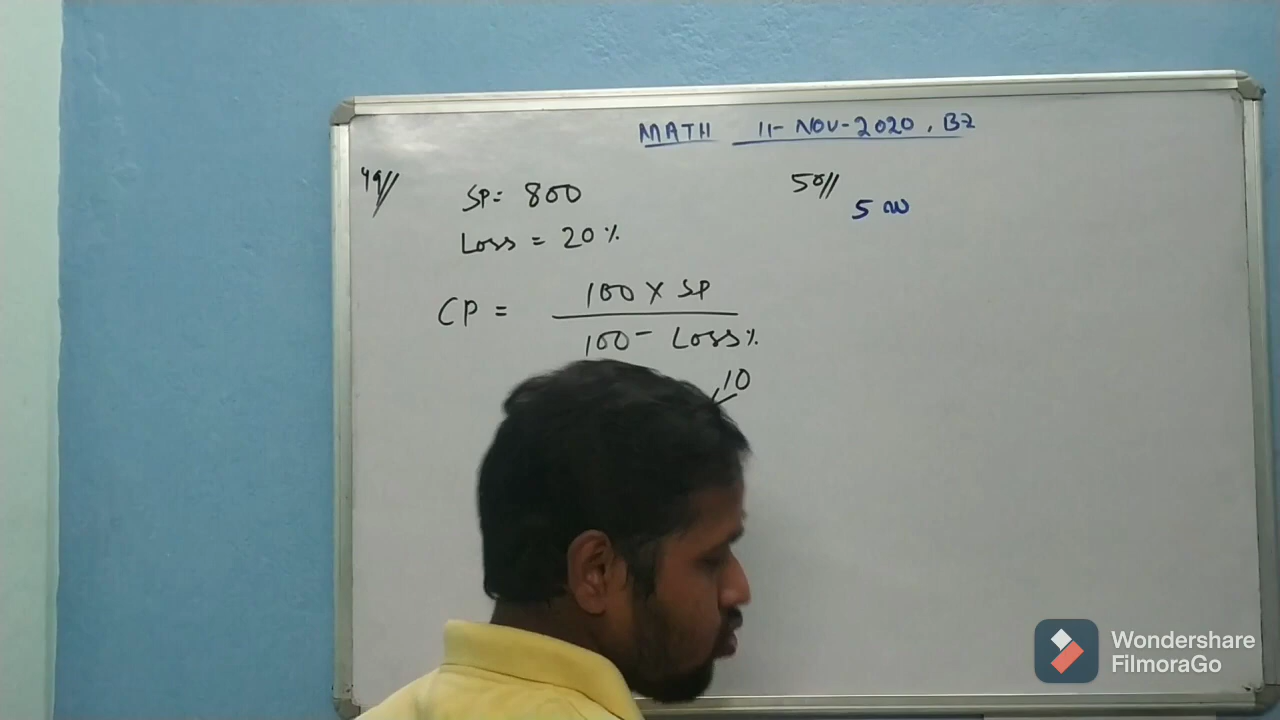 MATH 11-NOV-2020, B2
49//
SP= 800
Loss = 20%
CP = 100 X SP
100 - Loss%
10
50//
5
Wondershare
FilmoraGo